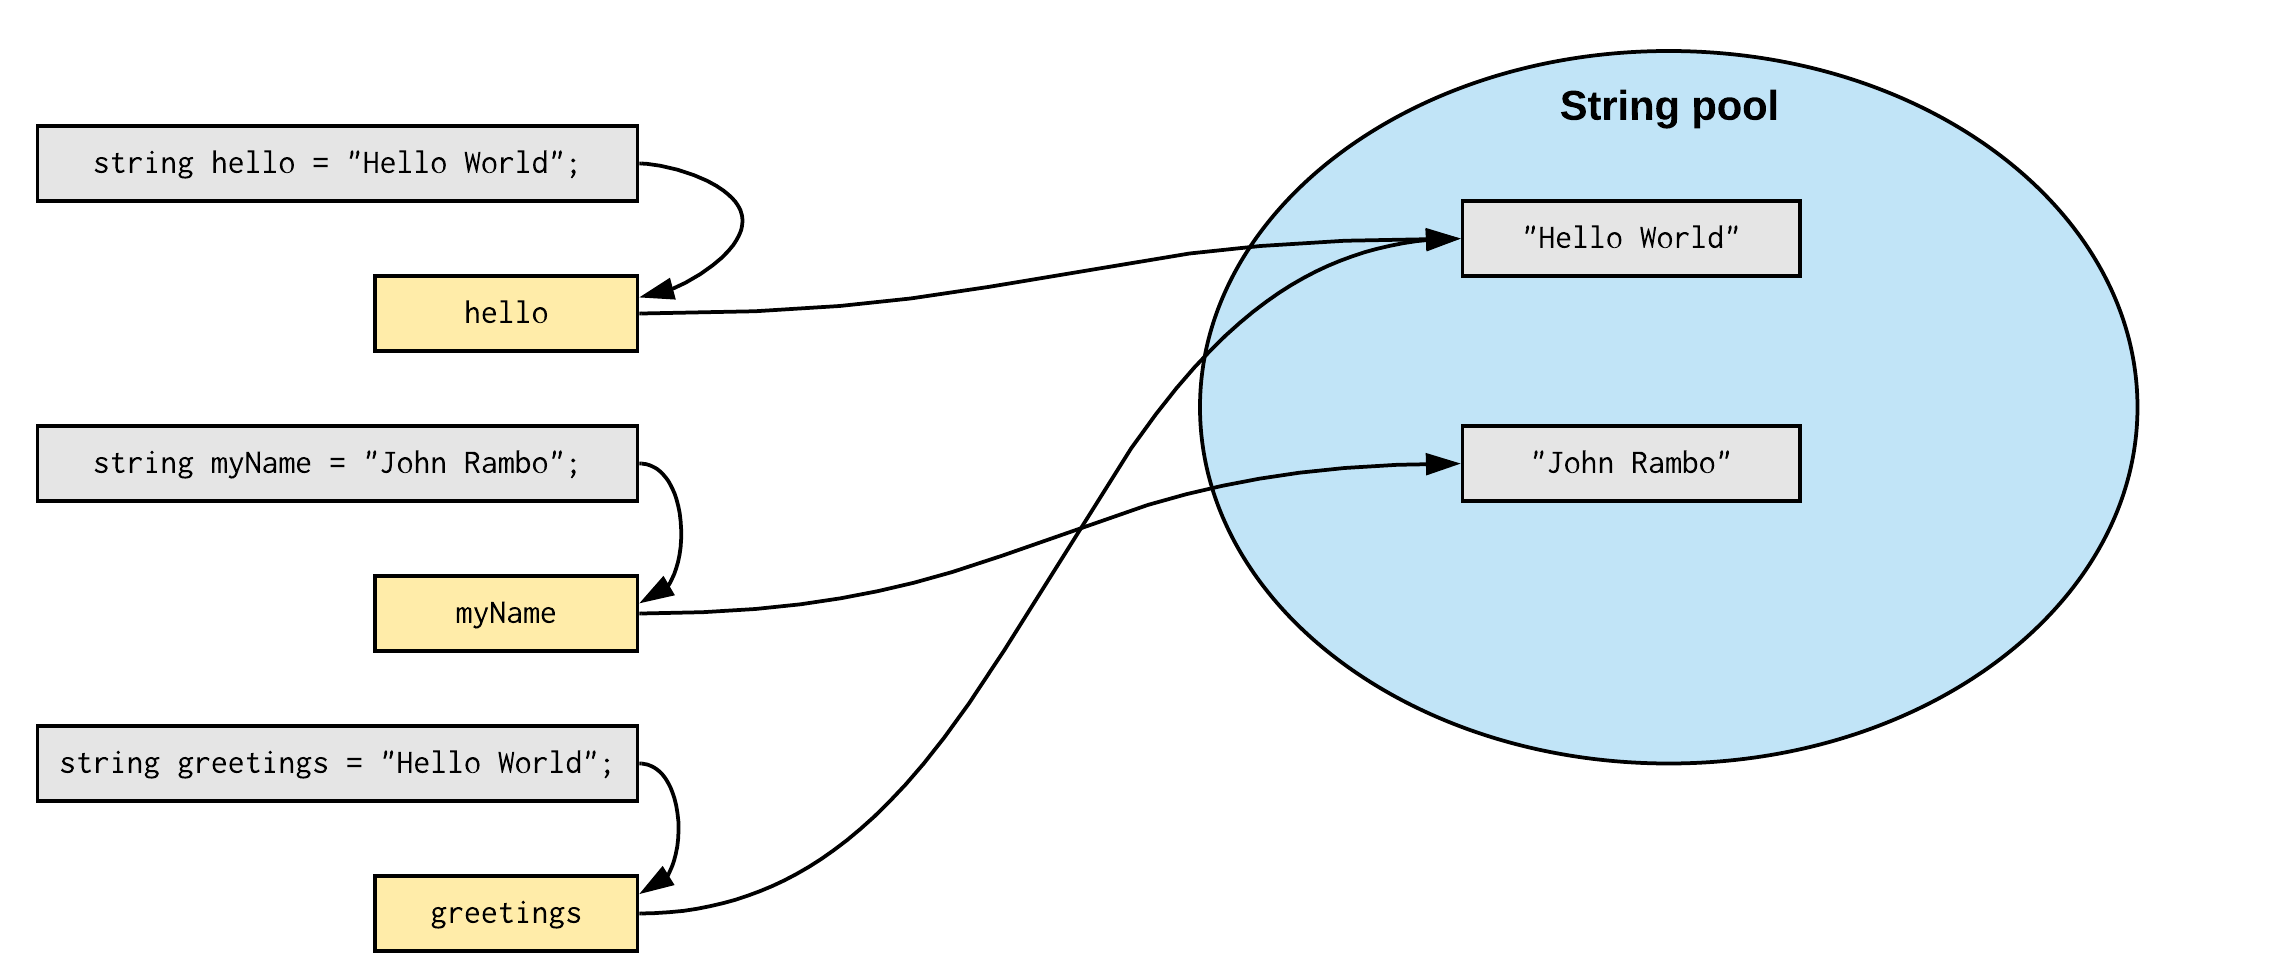 String pool
string hello = "Hello World";
"Hello World"
hello
string myName = "John Rambo";
"John Rambo"
myName
string greetings = "Hello World";
greetings